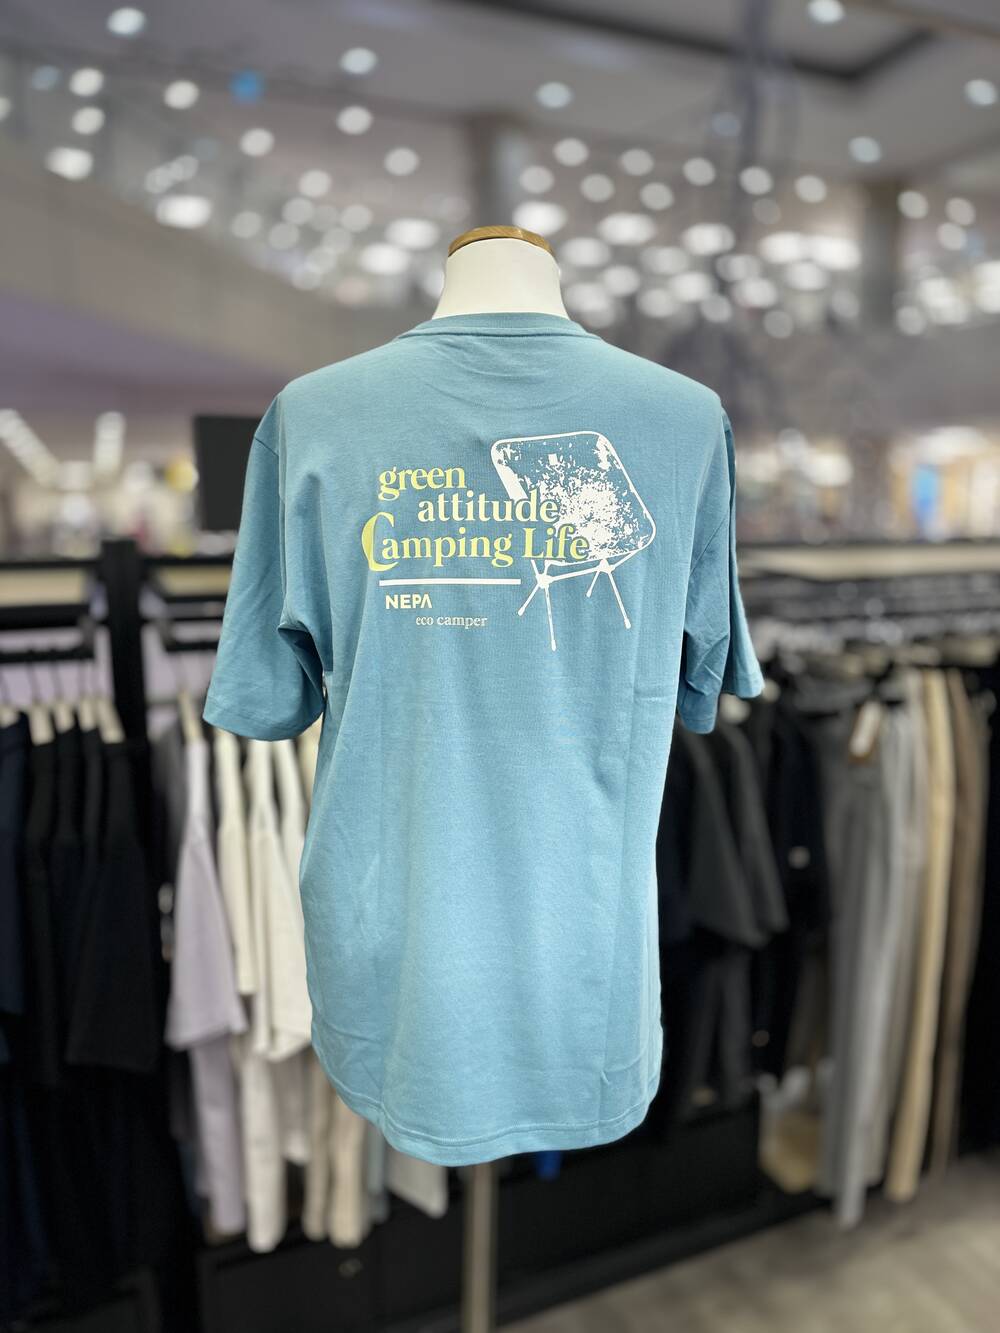 green
attitude
Camping Life
NEPA
eco camper